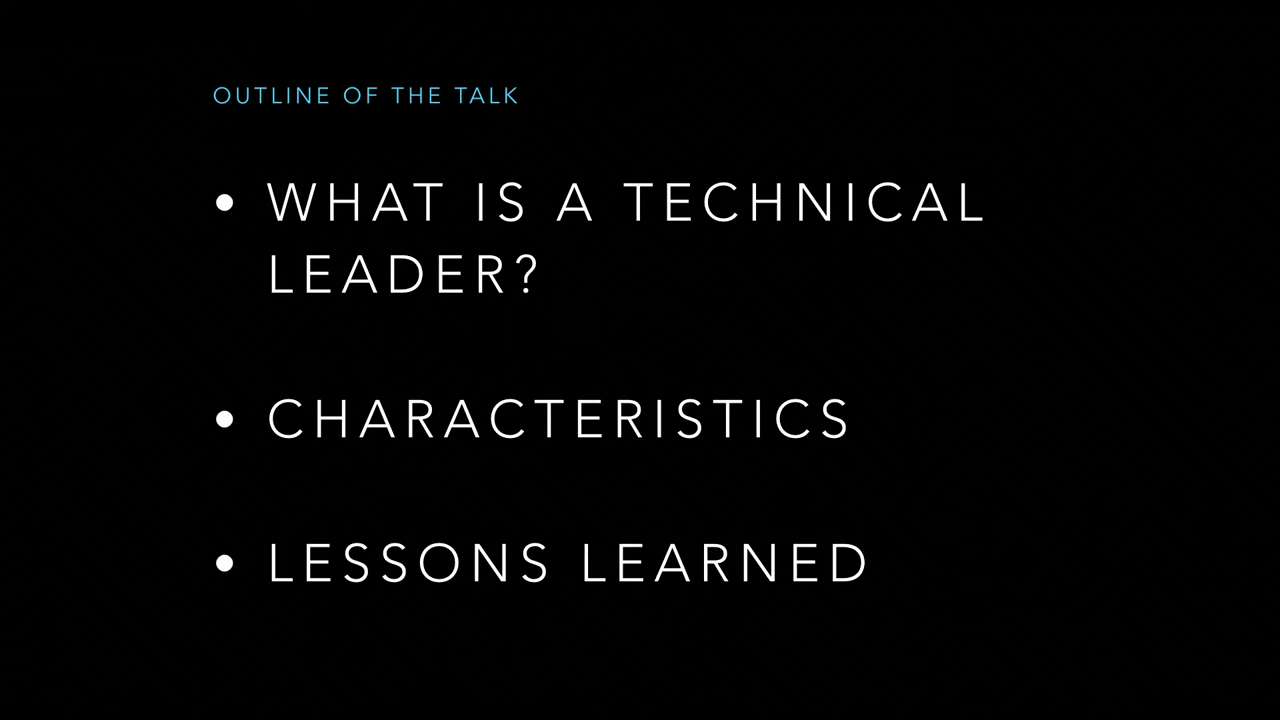 OUTLINE OF THE TALK
• WHAT IS A TECHNICAL
LEADER?
• CHARACTERISTICS
• LESSONS LEARNED